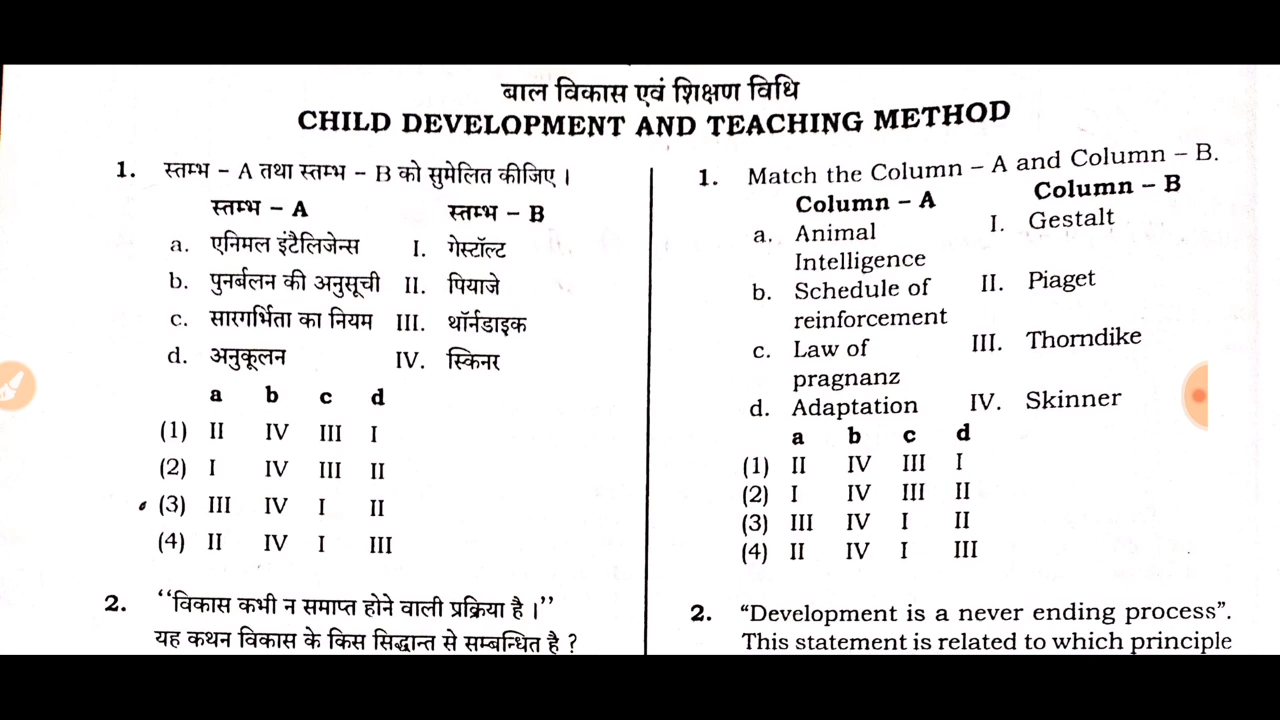 बाल विकास एवं शिक्षण विधि
CHILD DEVELOPMENT AND TEACHING METHOD
1. स्तम्भ – A तथा स्तम्भ – B को सुमेलित कीजिए ।
स्तम्भ – A स्तम्भ – B
a. एनिमल इंटैलिजेन्स I. गेस्टॉल्ट
b. पुनर्बलन की अनुसूची II. पियाजे
c. सारगर्भिता का नियम III. थॉर्नडाइक
d. अनुकूलन IV. स्किनर
a b c d
(1) II IV III I
(2) I IV III II
(3) III IV I II
(4) II IV I III
2. ‘‘विकास कभी न समाप्त होने वाली प्रक्रिया है ।’’
यह कथन विकास के किस सिद्धान्त से सम्बन्धित है ?
1. Match the Column – A and Column – B.
Column – A Column – B
a. Animal I. Gestalt
Intelligence
b. Schedule of II. Piaget
reinforcement
c. Law of III. Thorndike
pragnanz
d. Adaptation IV. Skinner
a b c d
(1) II IV III I
(2) I IV III II
(3) III IV I II
(4) II IV I III
2. “Development is a never ending process”.
This statement is related to which principle